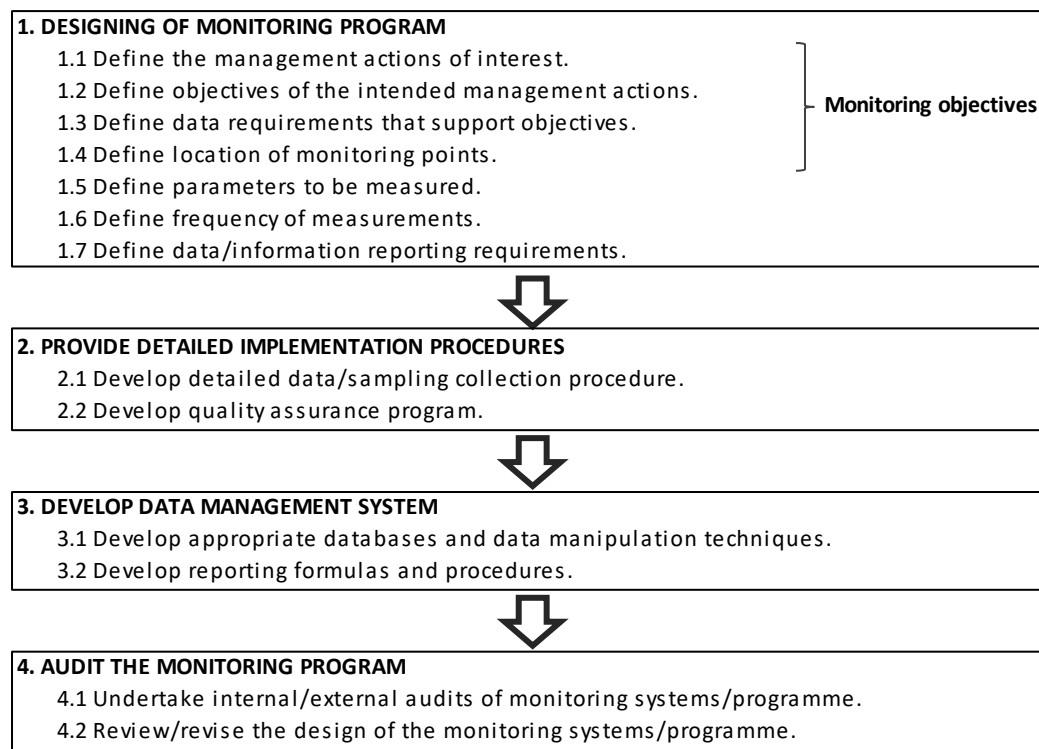 1. DESIGNING OF MONITORING PROGRAM
1.1 Define the management actions of interest.
1.2 Define objectives of the intended management actions.
Monitoring objectives
1.3 Define data requirements that support objectives.
1.4 Define location of monitoring points.
1.5 Define parameters to be measured.
1.6 Define frequency of measurements.
1.7 Define data/information reporting requirements.
2. PROVIDE DETAILED IMPLEMENTATION PROCEDURES
2.1 Develop detailed data/sampling collection procedure.
2.2 Develop quality assurance program.
3. DEVELOP DATA MANAGEMENT SYSTEM
3.1 Develop appropriate databases and data manipulation techniques.
3.2 Develop reporting formulas and procedures.
4. AUDIT THE MONITORING PROGRAM
4.1 Undertake internal/external audits of monitoring systems/programme.
4.2 Review/revise the design of the monitoring systems/programme.